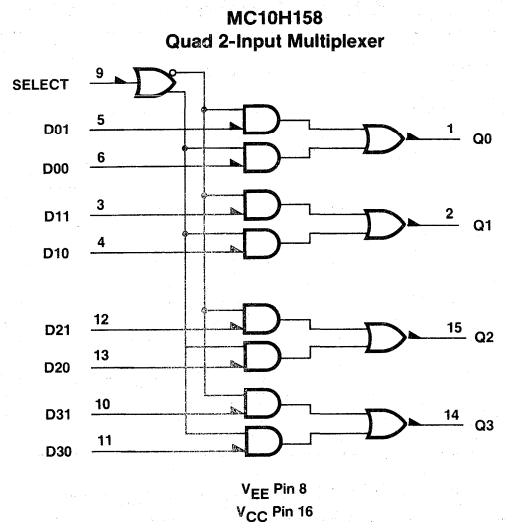 MC10H158
Quad 2-Input Multiplexer
SELECT 9
D01 5
D00 6
1 Q0
D11 3
D10 4
2 Q1
D21 12
D20 13
15 Q2
D31 10
D30 11
14 Q3
VEE Pin 8
VCC Pin 16